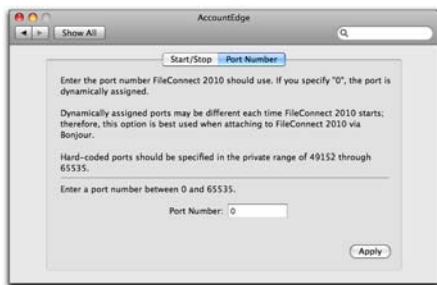 AccountEdge
Show All
Start/Stop Port Number
Enter the port number FileConnect 2010 should use. If you specify "0", the port is
dynamically assigned.
Dynamically assigned ports may be different each time FileConnect 2010 starts;
therefore, this option is best used when attaching to FileConnect 2010 via
Bonjour.
Hard-coded ports should be specified in the private range of 49152 through
65535.
Enter a port number between 0 and 65535.
Port Number: 0
Apply